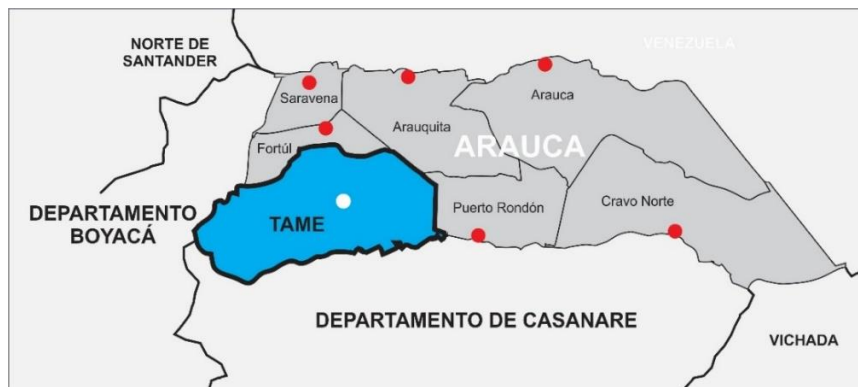 NORTE DE
SANTANDER
VENEZUELA
Saravena
Arauquita
Arauca
Fortúl
ARAUCA
DEPARTAMENTO
BOYACÁ
TAME
Puerto Rondón
Cravo Norte
DEPARTAMENTO DE CASANARE
VICHADA